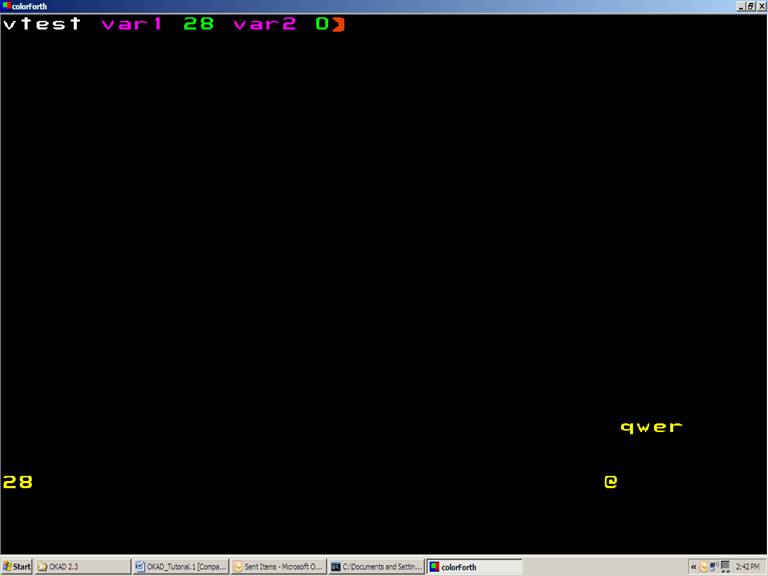 colorForth
vtest var1 28 var2 0
qwer
28 @
Start OKAD 2.3 OKAD_Tutorial.1 [Compa... Sent Items - Microsoft O... C:\Documents and Settin... colorForth « 2:42 PM